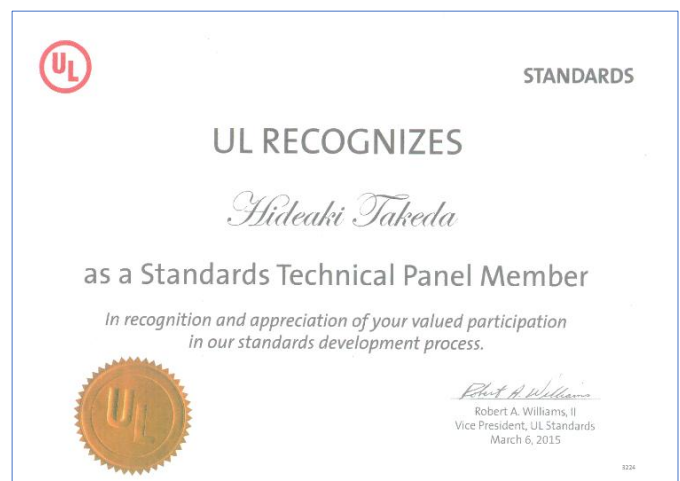 UL
STANDARDS
UL RECOGNIZES
Hideaki Takeda
as a Standards Technical Panel Member
In recognition and appreciation of your valued participation
in our standards development process.
UL
Robert A. Williams
Robert A. Williams, II
Vice President, UL Standards
March 6, 2015